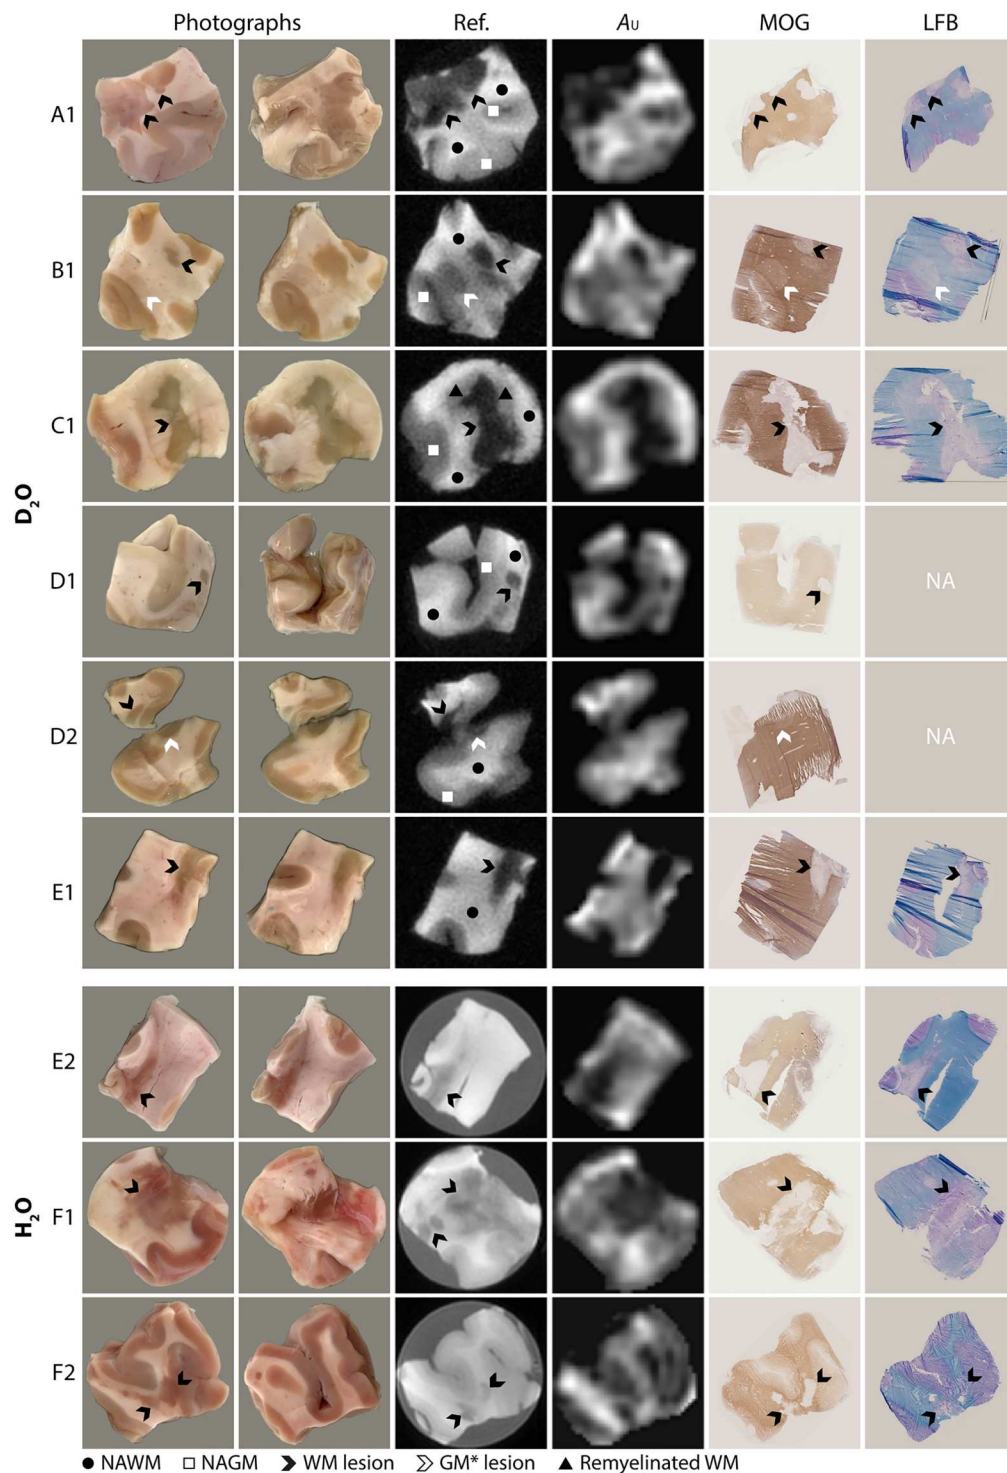 Photographs Ref. AU MOG LFB
A1
B1
C1
D₂O
D1 NA
D2 NA
E1
E2
H₂O
F1
F2
● NAWM □ NAGM WM lesion GM* lesion ▲ Remyelinated WM